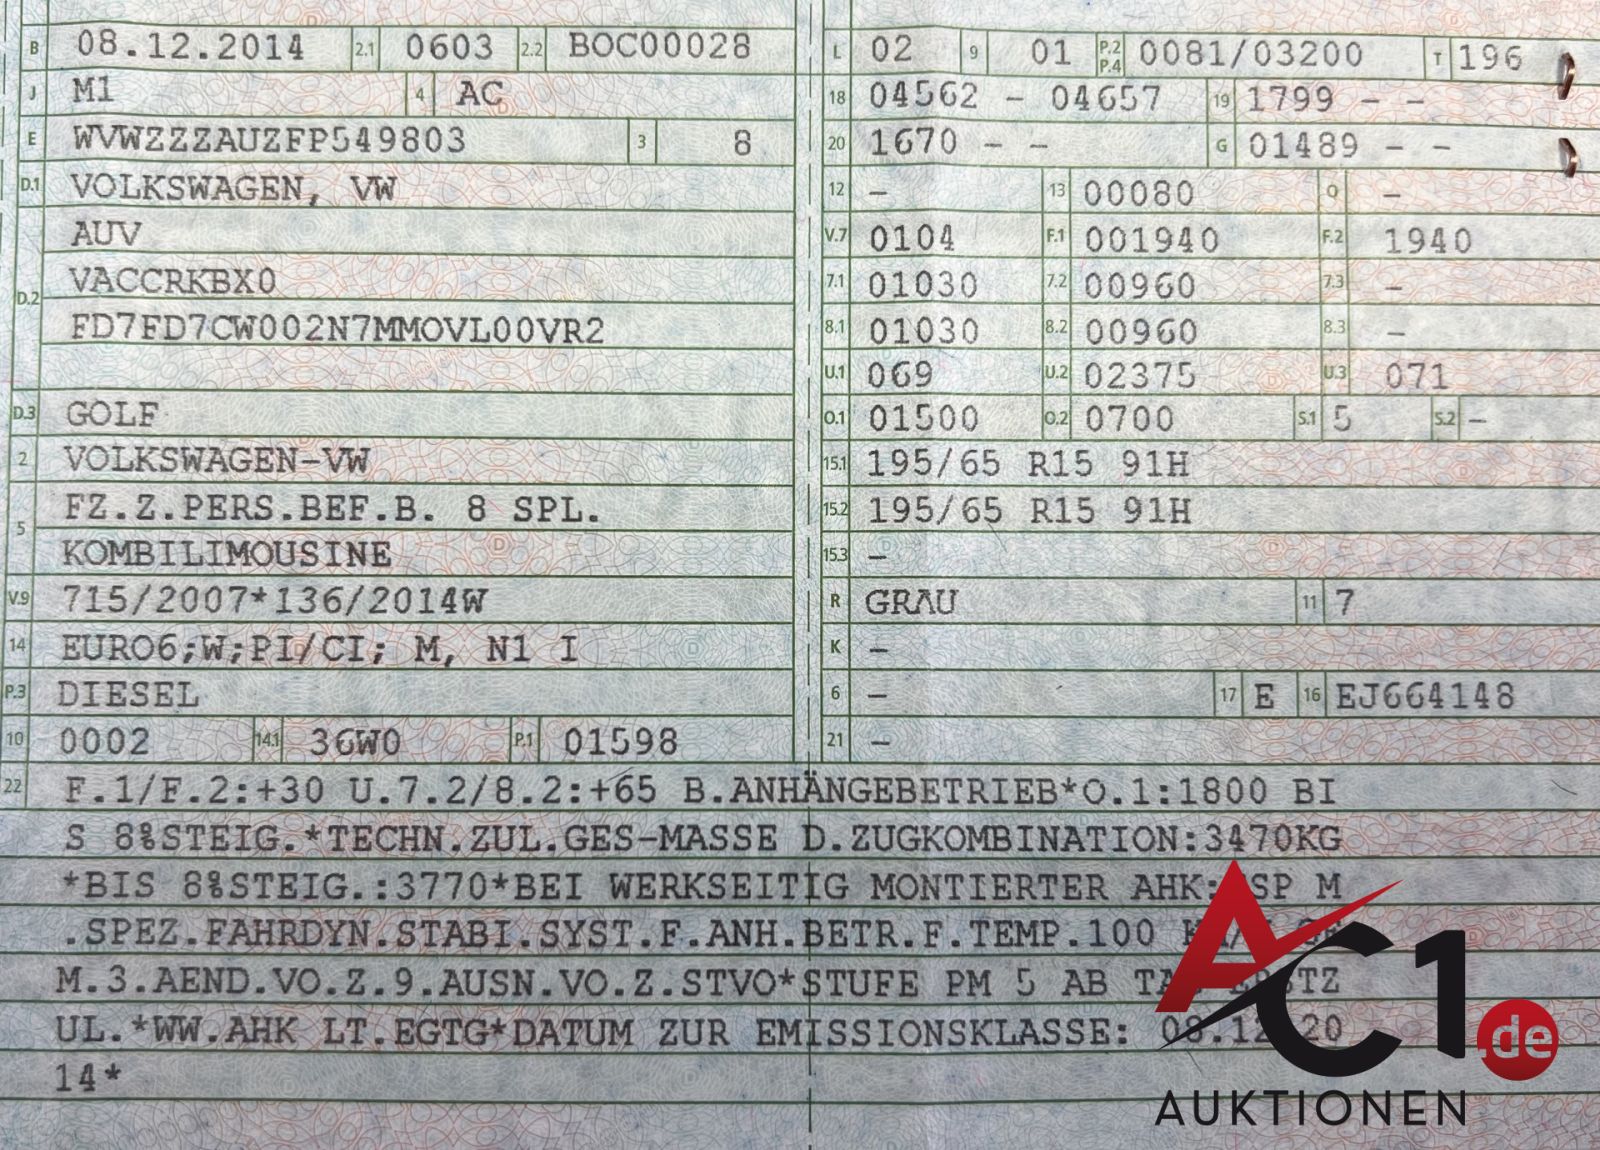 B 08.12.2014 2.1 0603 2.2 BOC00028
J M1 4 AC
E WVWZZZAUZFP549803 3 8
D.1 VOLKSWAGEN, VW
AUV
D.2 VACCRKBX0
FD7FD7CW002N7MMOVL00VR2
D.3 GOLF
2 VOLKSWAGEN-VW
5 FZ.Z.PERS.BEF.B. 8 SPL.
KOMBILIMOUSINE
V.9 715/2007*136/2014W
14 EURO6;W;PI/CI; M, N1 I
P.3 DIESEL
10 0002 14.1 36W0 P.1 01598
L 02 9 01 P.2 P.4 0081/03200 T 196
18 04562 - 04657 19 1799 - -
20 1670 - - G 01489 - -
12 - 13 00080 Q -
V.7 0104 F.1 001940 F.2 1940
7.1 01030 7.2 00960 7.3 -
8.1 01030 8.2 00960 8.3 -
U.1 069 U.2 02375 U.3 071
O.1 01500 O.2 0700 S.1 5 S.2 -
15.1 195/65 R15 91H
15.2 195/65 R15 91H
15.3 -
R GRAU 11 7
K -
6 - 17 E 16 EJ664148
21 -
22 F.1/F.2:+30 U.7.2/8.2:+65 B.ANHÄNGEBETRIEB*O.1:1800 BI
S 8%STEIG.*TECHN.ZUL.GES-MASSE D.ZUGKOMBINATION:3470KG
*BIS 8%STEIG.:3770*BEI WERKSEITIG MONTIERTER AHK: SP M
.SPEZ.FAHRDYN.STABI.SYST.F.ANH.BETR.F.TEMP.100
M.3.AEND.VO.Z.9.AUSN.VO.Z.STVO*STUFE PM 5 AB
UL.*WW.AHK LT.EGTG*DATUM ZUR EMISSIONSKLASSE: 08.12.20
14*
AC1.de
AUKTIONEN